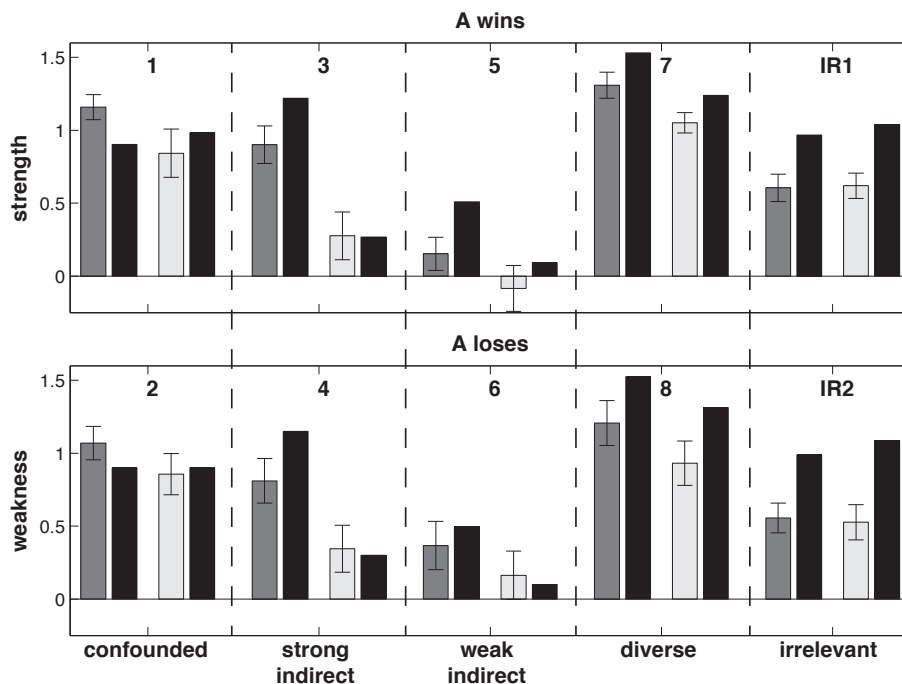 A wins
1 3 5 7 IR1
1.5
1
0.5
0
strength
A loses
2 4 6 8 IR2
1.5
1
0.5
0
weakness
confounded strong weak diverse irrelevant
indirect indirect